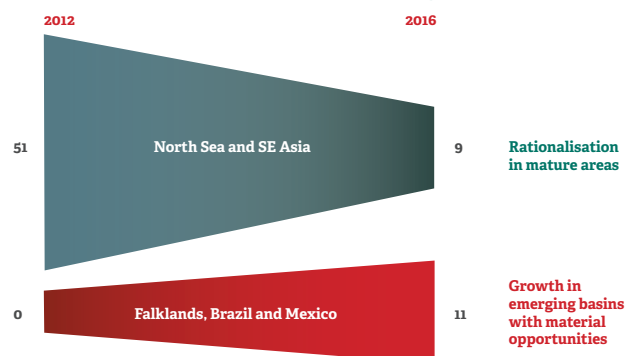 2012 2016
51 North Sea and SE Asia 9 Rationalisation
in mature areas
0 Falklands, Brazil and Mexico 11 Growth in
emerging basins
with material
opportunities